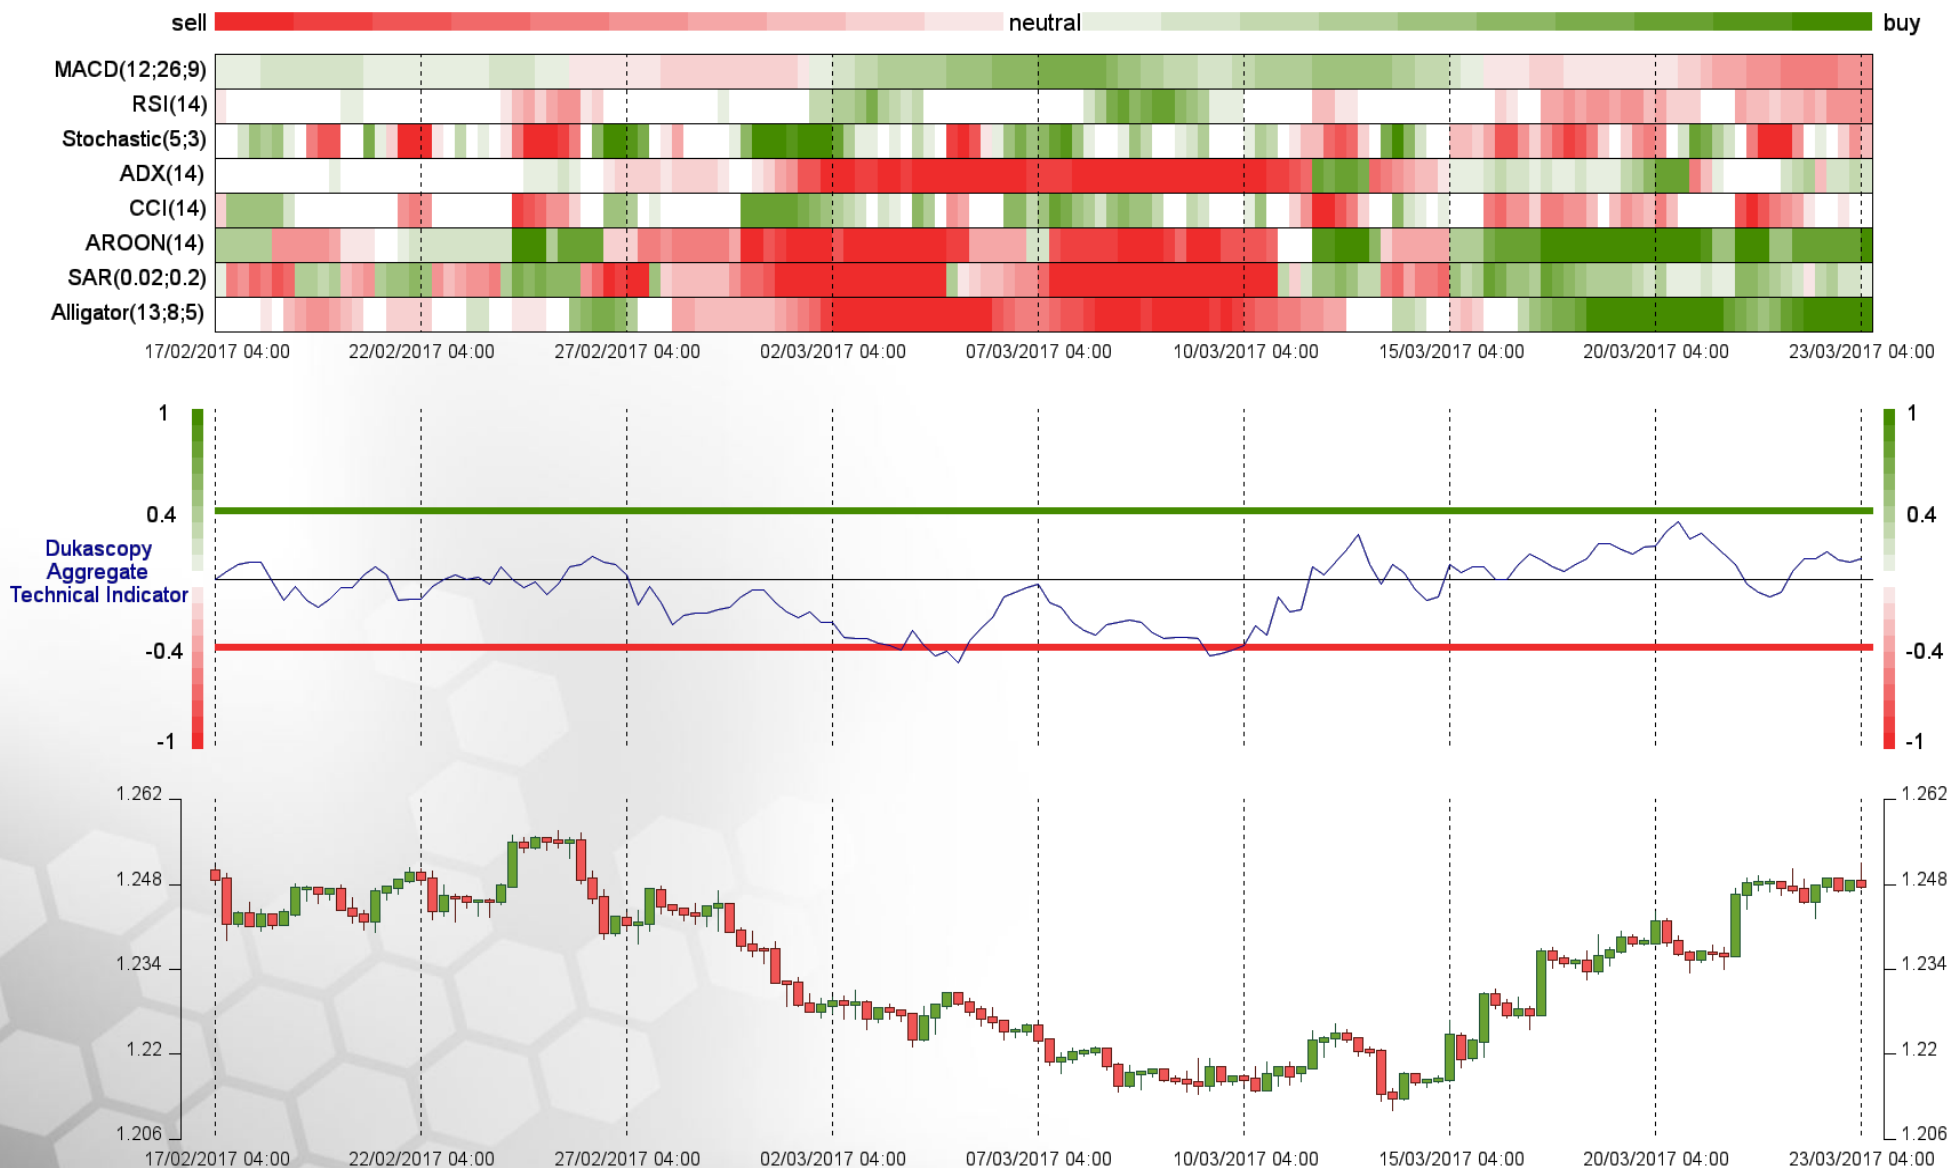 sell neutral buy
MACD(12;26;9)
RSI(14)
Stochastic(5;3)
ADX(14)
CCI(14)
AROON(14)
SAR(0.02;0.2)
Alligator(13;8;5)
17/02/2017 04:00 22/02/2017 04:00 27/02/2017 04:00 02/03/2017 04:00 07/03/2017 04:00 10/03/2017 04:00 15/03/2017 04:00 20/03/2017 04:00 23/03/2017 04:00
1 1
0.4 0.4
Dukascopy
Aggregate
Technical Indicator
-0.4 -0.4
-1 -1
1.262 1.262
1.248 1.248
1.234 1.234
1.22 1.22
1.206 1.206
17/02/2017 04:00 22/02/2017 04:00 27/02/2017 04:00 02/03/2017 04:00 07/03/2017 04:00 10/03/2017 04:00 15/03/2017 04:00 20/03/2017 04:00 23/03/2017 04:00